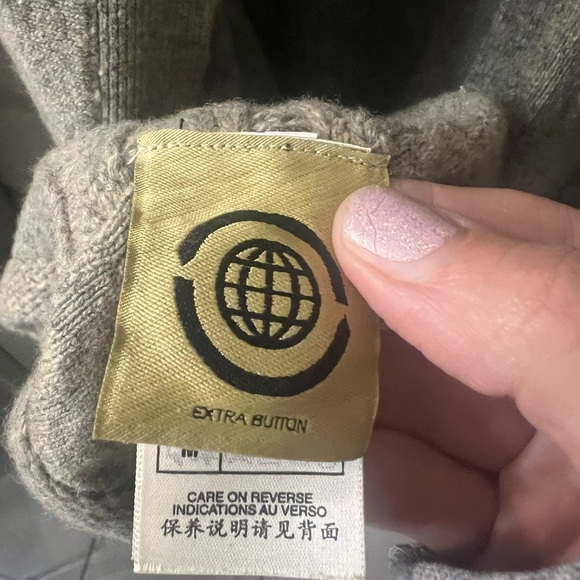 EXTRA BUTTON
M
CARE ON REVERSE
INDICATIONS AU VERSO
保养说明请见背面